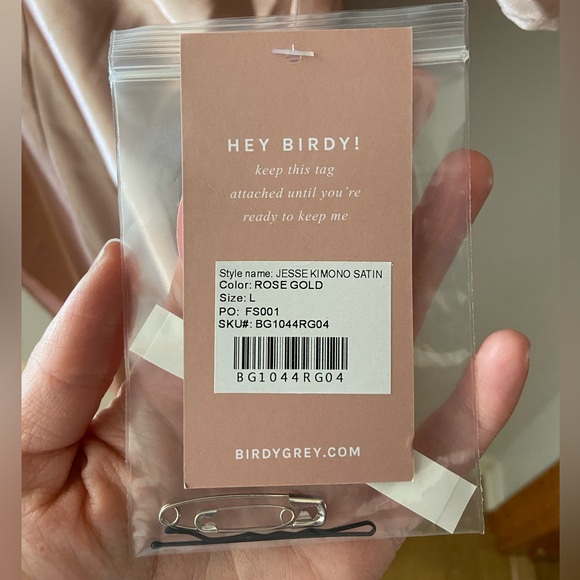 HEY BIRDY!
keep this tag
attached until you're
ready to keep me
Style name: JESSE KIMONO SATIN
Color: ROSE GOLD
Size: L
PO: FS001
SKU#: BG1044RG04
BG1044RG04
BIRDYGREY.COM